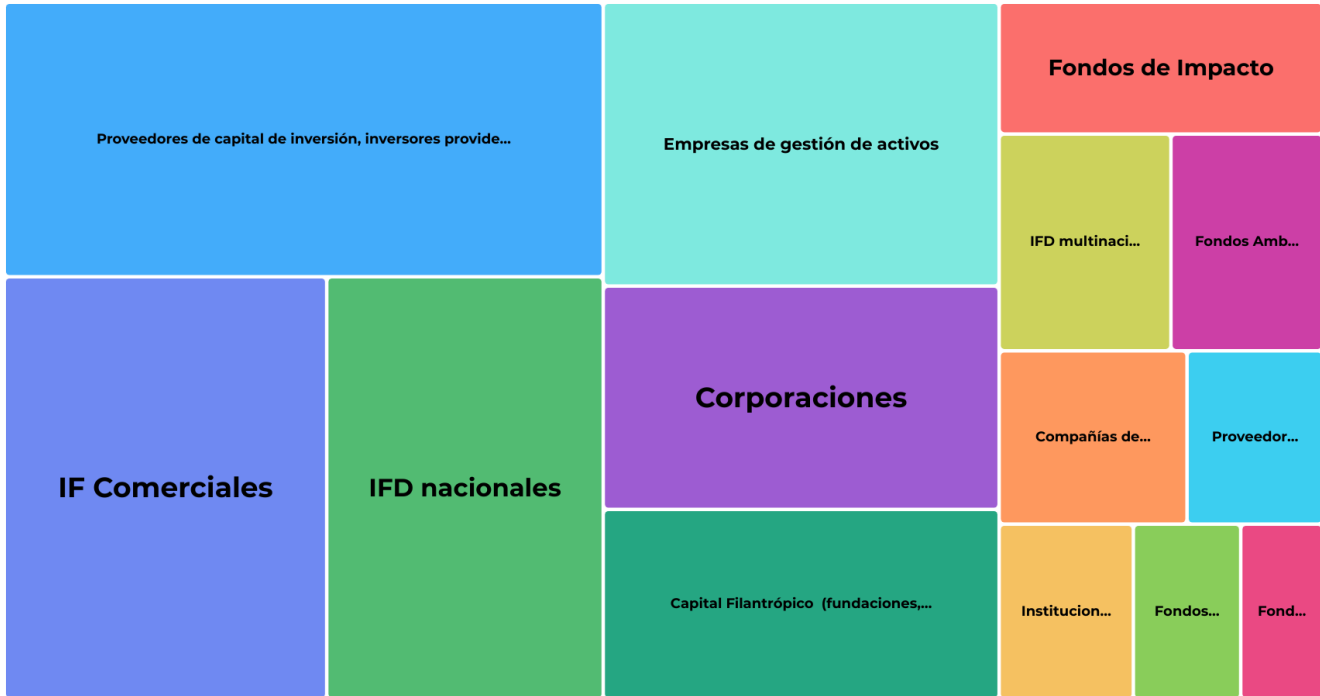 Proveedores de capital de inversión, inversores provide...
Empresas de gestión de activos
Fondos de Impacto
IFD multinaci...
Fondos Amb...
IF Comerciales
IFD nacionales
Corporaciones
Compañías de...
Proveedor...
Capital Filantrópico (fundaciones,...
Institucion...
Fondos...
Fond...